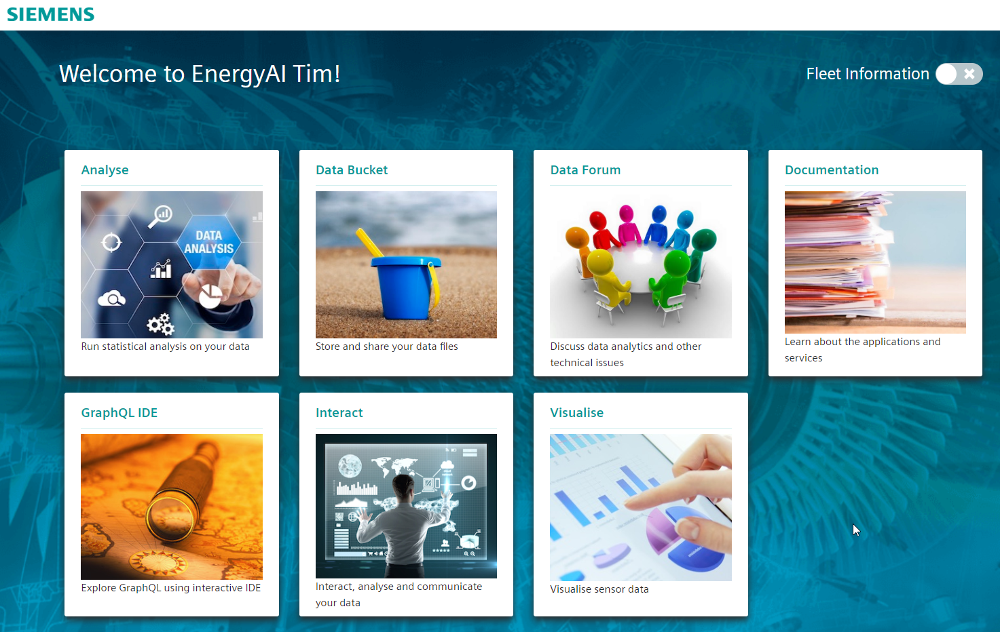 SIEMENS
Welcome to EnergyAI Tim!
Fleet Information
Analyse
DATA
ANALYSIS
Run statistical analysis on your data
Data Bucket
Store and share your data files
Data Forum
Discuss data analytics and other
technical issues
Documentation
Learn about the applications and
services
GraphQL IDE
Explore GraphQL using interactive IDE
Interact
Interact, analyse and communicate
your data
Visualise
Visualise sensor data